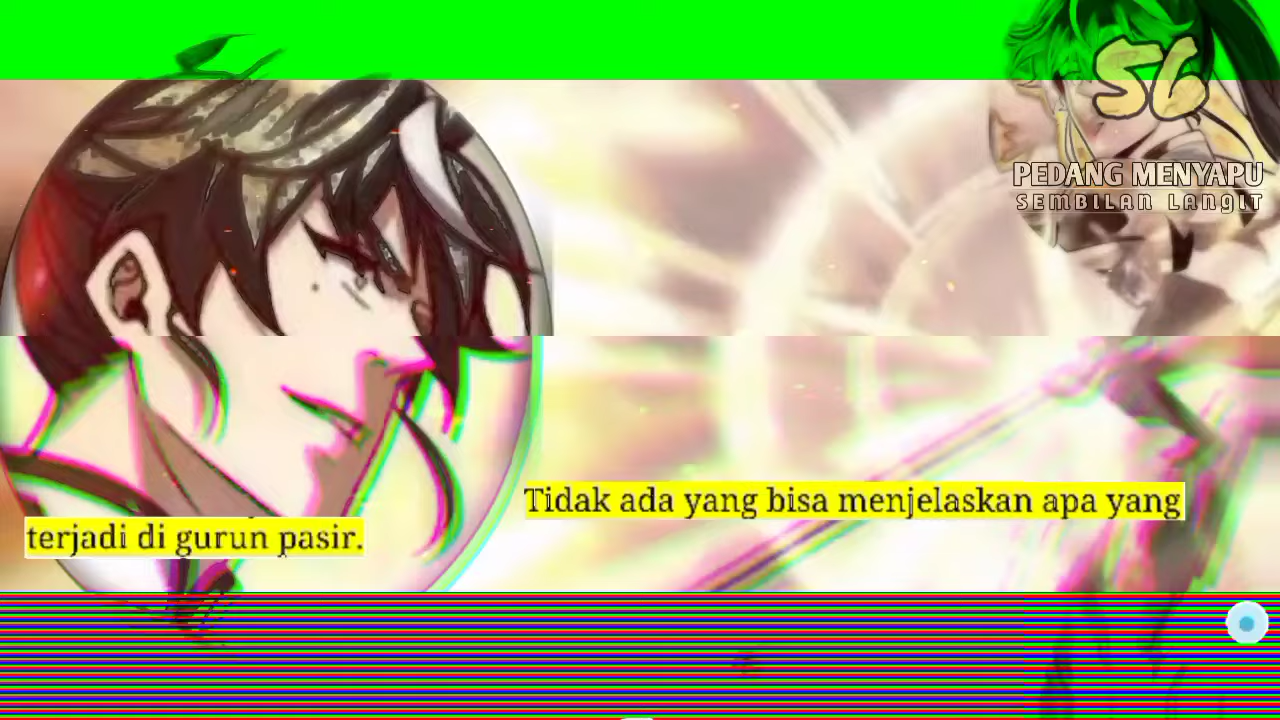 56
PEDANG MENYAPU
SEMBILAN LANGIT
Tidak ada yang bisa menjelaskan apa yang
terjadi di gurun pasir.